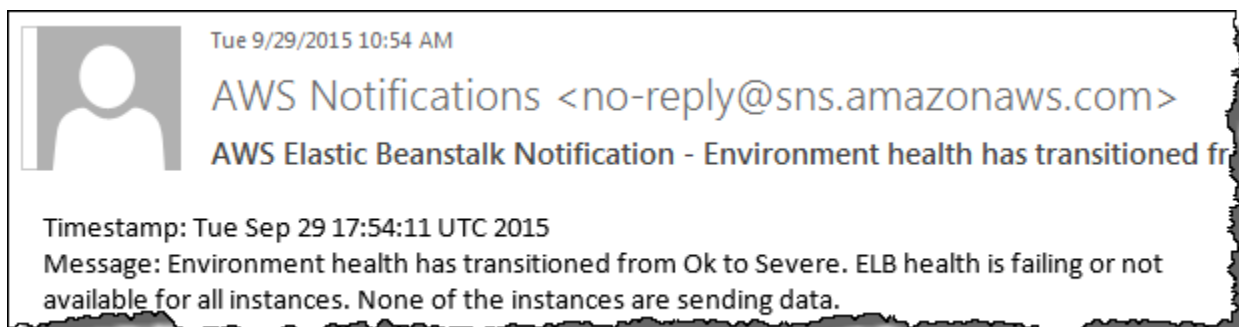 Tue 9/29/2015 10:54 AM
AWS Notifications <no-reply@sns.amazonaws.com>
AWS Elastic Beanstalk Notification - Environment health has transitioned fr
Timestamp: Tue Sep 29 17:54:11 UTC 2015
Message: Environment health has transitioned from Ok to Severe. ELB health is failing or not
available for all instances. None of the instances are sending data.